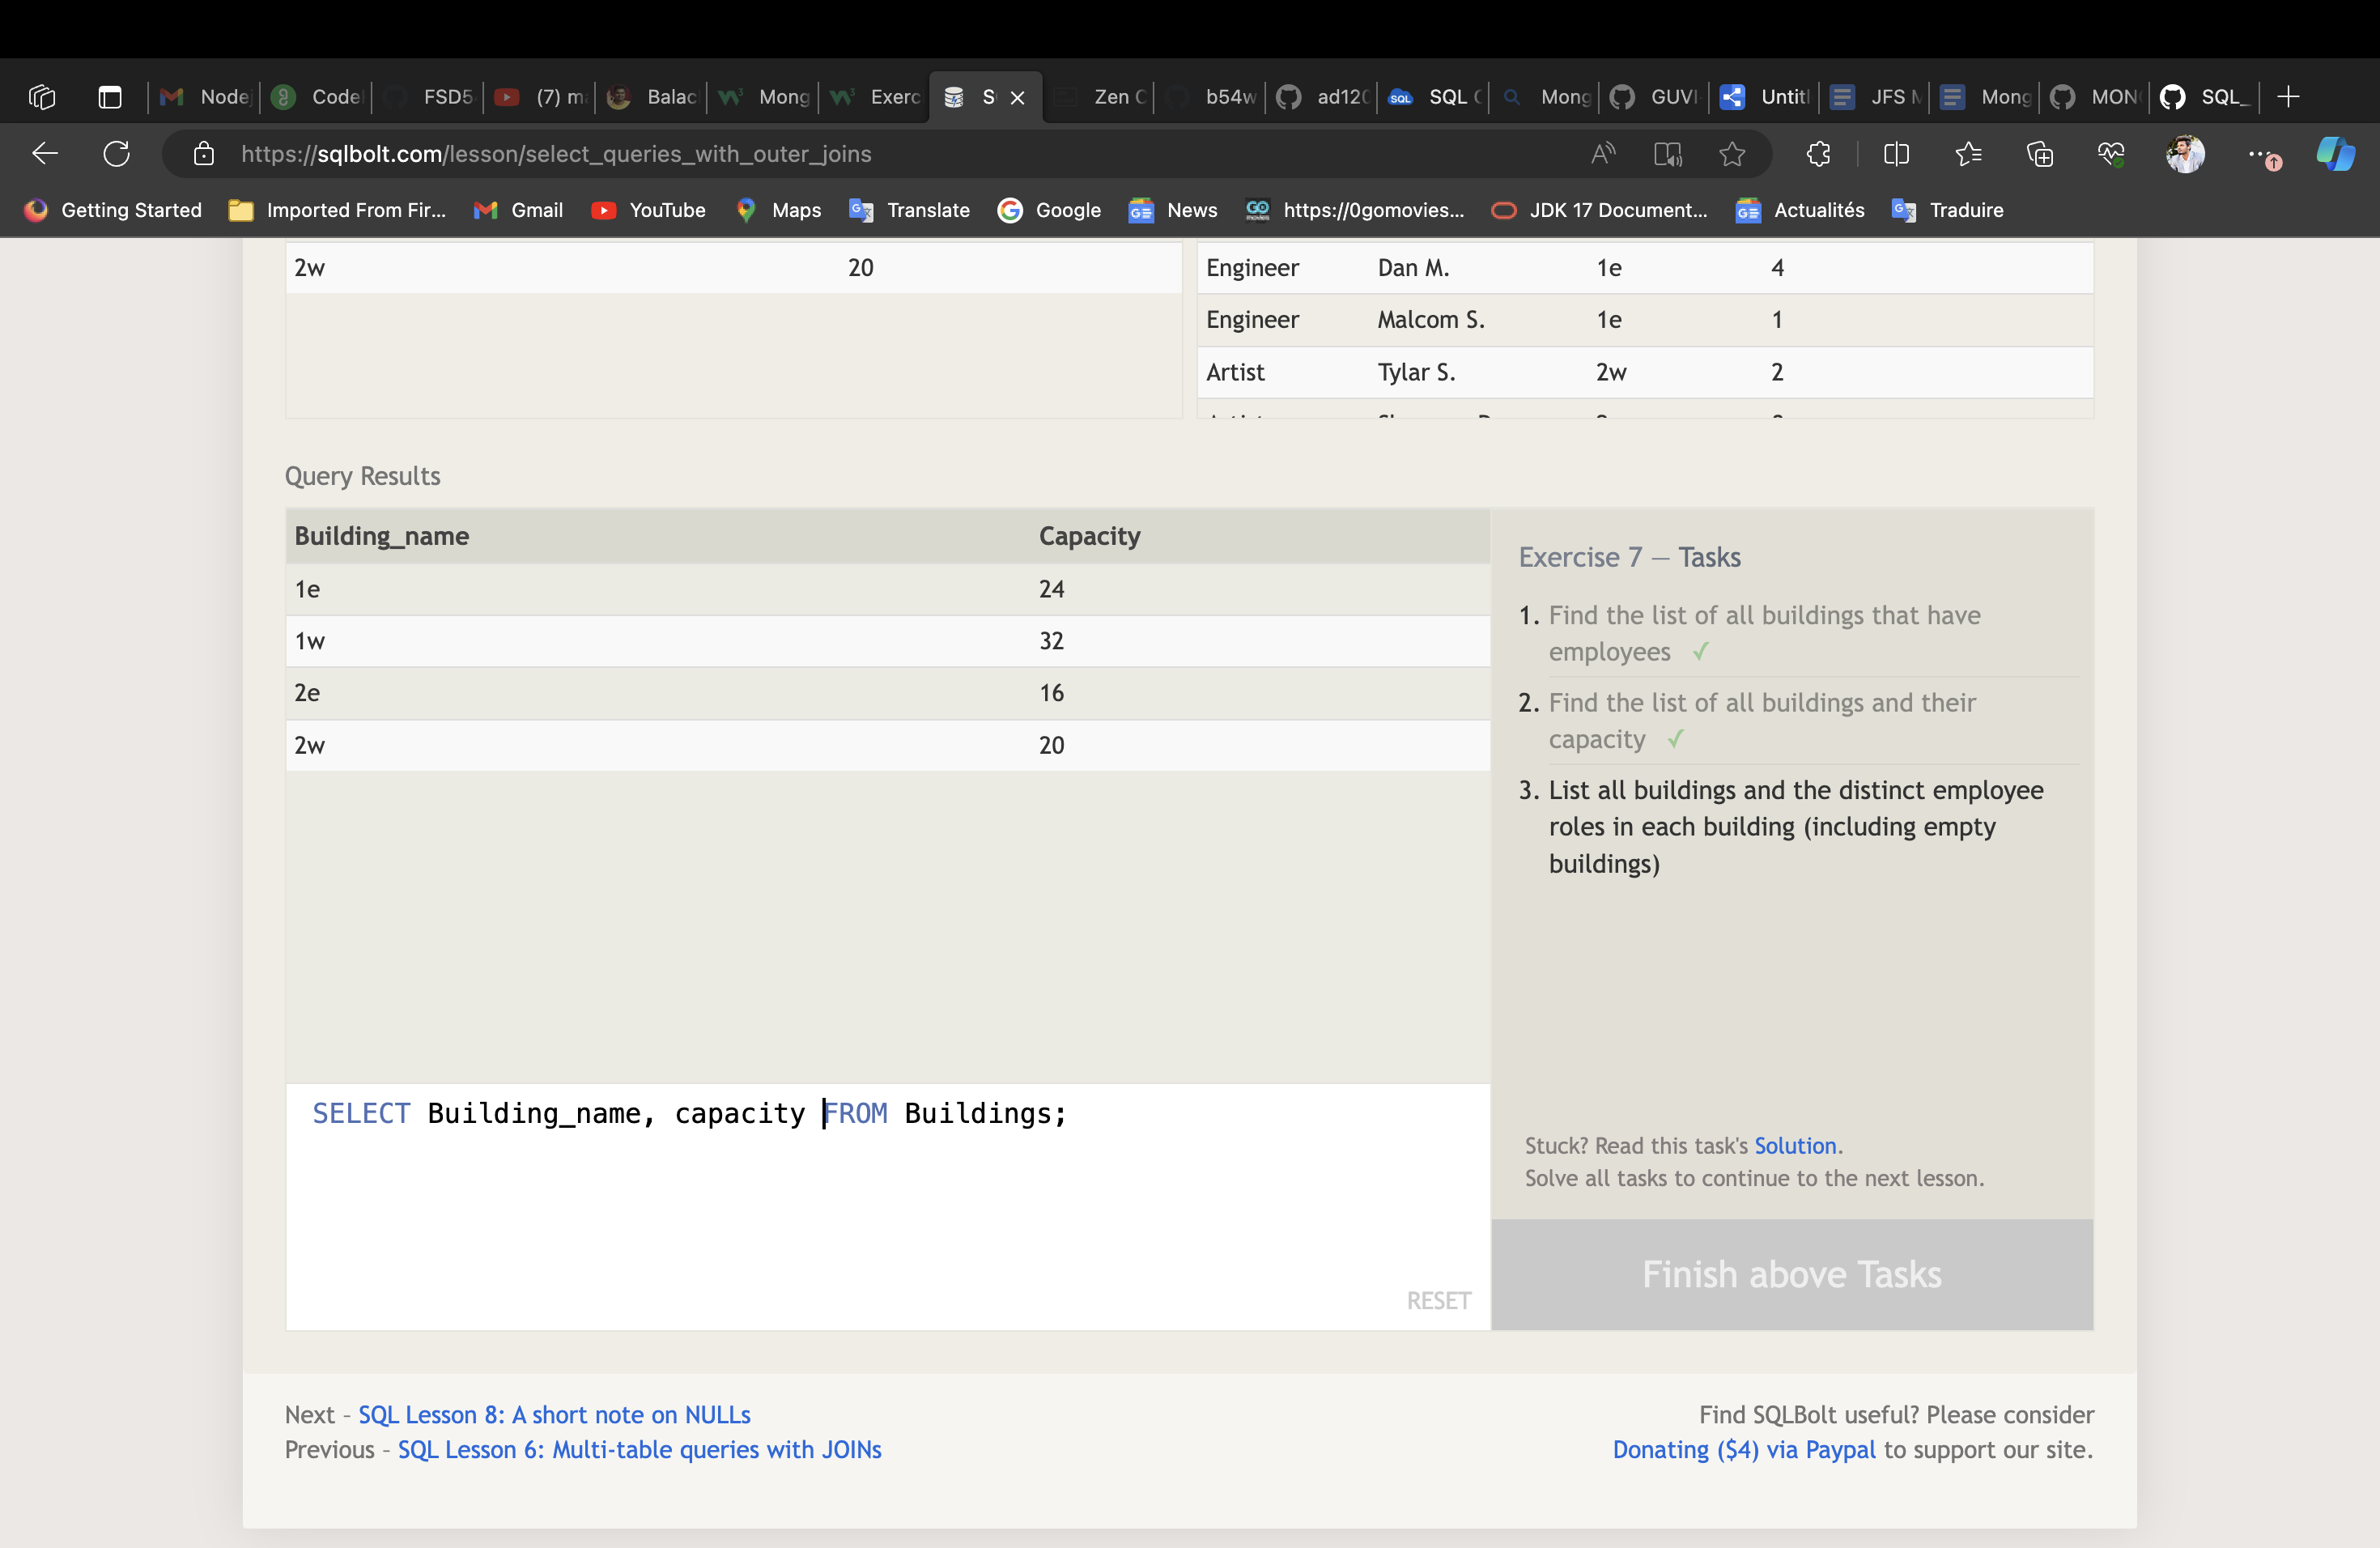 Node
Code
FSD5
(7) m
Balac
Mong
Exerc
S
Zen C
b54w
ad120
SQL
SQL
Mong
GUVI
Untitl
JFS
Mong
MON
SQL_
https://sqlbolt.com/lesson/select_queries_with_outer_joins
Getting Started
Imported From Fir...
Gmail
YouTube
Maps
Translate
Google
News
https://0gomovies...
JDK 17 Document...
Actualités
Traduire
2w 20
Engineer Dan M. 1e 4
Engineer Malcom S. 1e 1
Artist Tylar S. 2w 2
Query Results
Building_name Capacity
1e 24
1w 32
2e 16
2w 20
Exercise 7 — Tasks
1. Find the list of all buildings that have
employees ✓
2. Find the list of all buildings and their
capacity ✓
3. List all buildings and the distinct employee
roles in each building (including empty
buildings)
SELECT Building_name, capacity FROM Buildings;
RESET
Stuck? Read this task's Solution.
Solve all tasks to continue to the next lesson.
Finish above Tasks
Next – SQL Lesson 8: A short note on NULLs
Previous – SQL Lesson 6: Multi-table queries with JOINs
Find SQLBolt useful? Please consider
Donating ($4) via Paypal to support our site.